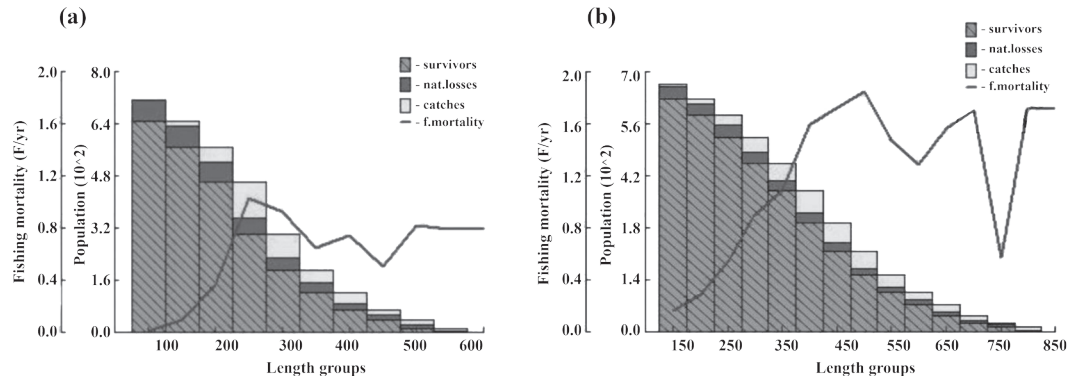 (a)
- survivors
- nat.losses
- catches
- f.mortality
Fishing mortality (F/yr)
2.0
1.6
1.2
0.8
0.4
0.0
Population (10^2)
8.0
6.4
4.8
3.2
1.6
0.0
100 200 300 400 500 600
Length groups
(b)
- survivors
- nat.losses
- catches
- f.mortality
Fishing mortality (F/yr)
2.0
1.6
1.2
0.8
0.4
0.0
Population (10^2)
7.0
5.6
4.2
1.8
1.4
0.0
150 250 350 450 550 650 750 850
Length groups